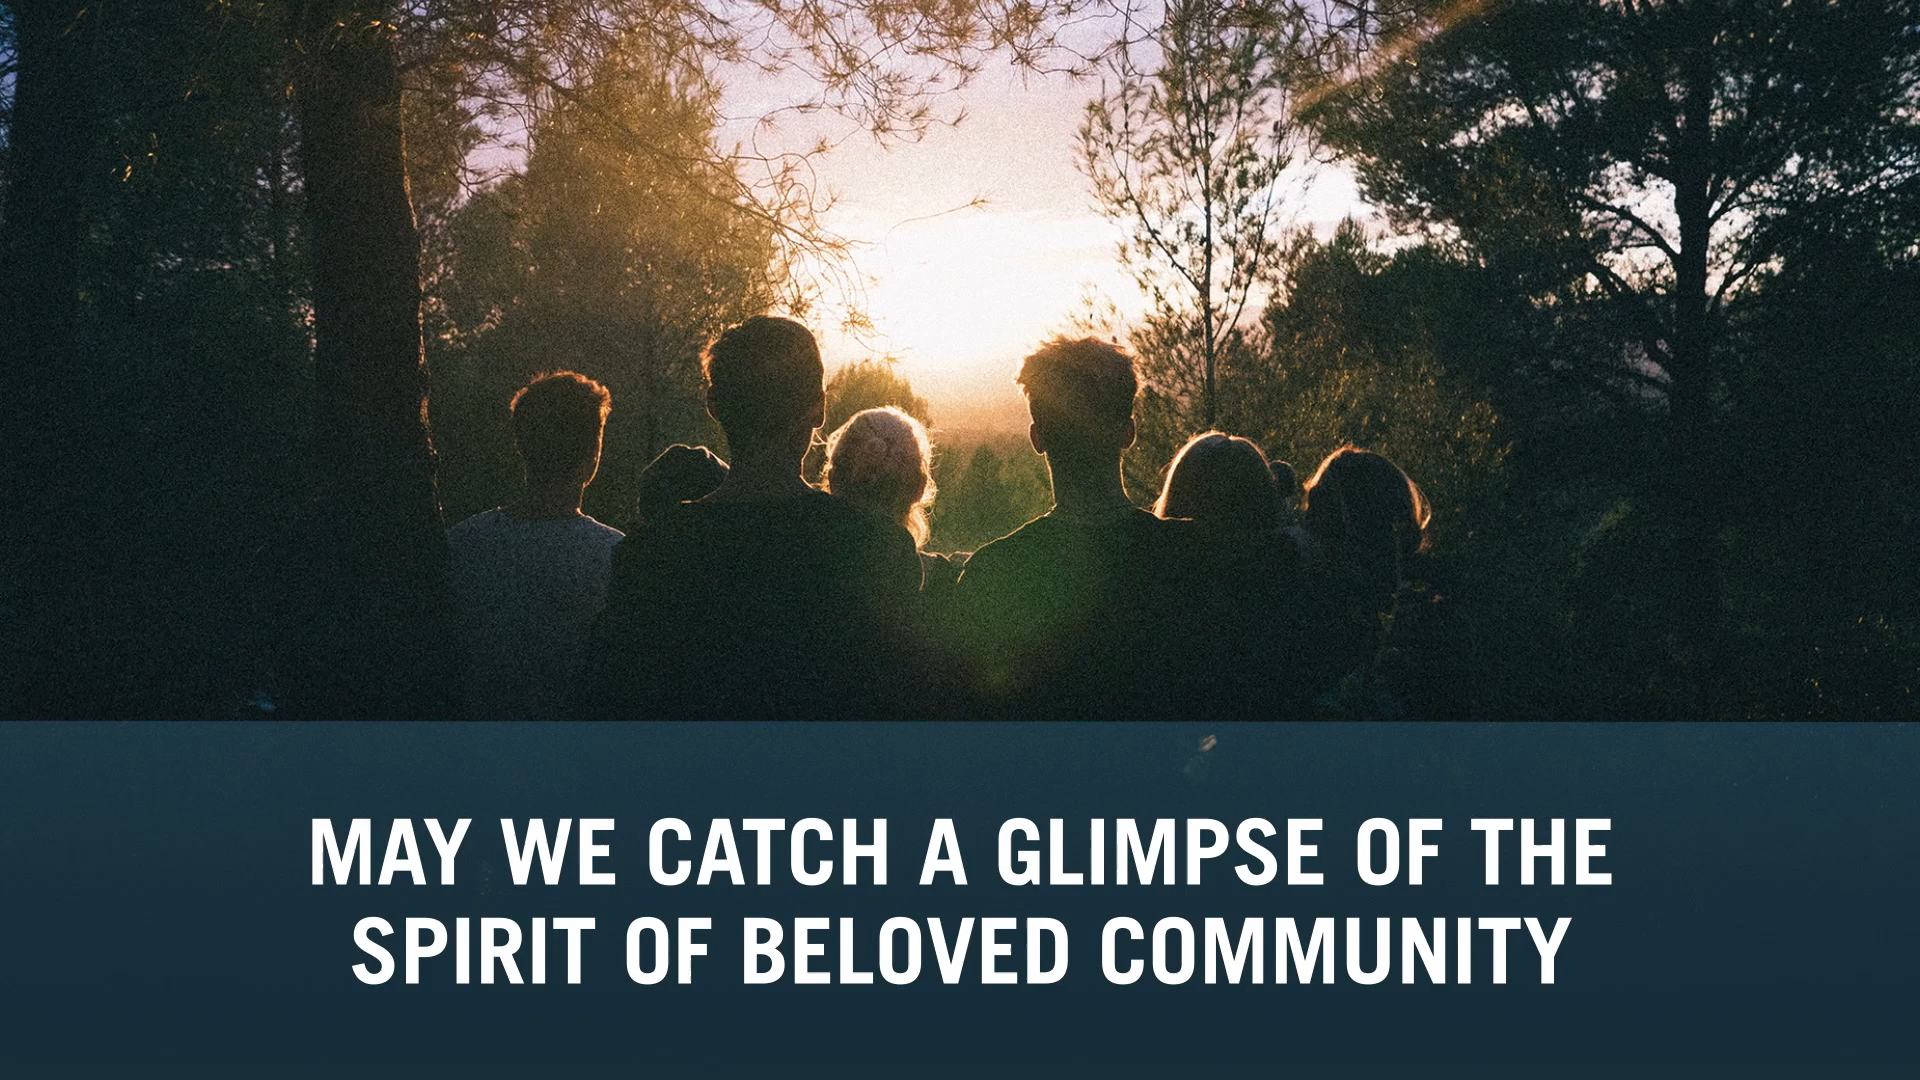 MAY WE CATCH A GLIMPSE OF THE
SPIRIT OF BELOVED COMMUNITY